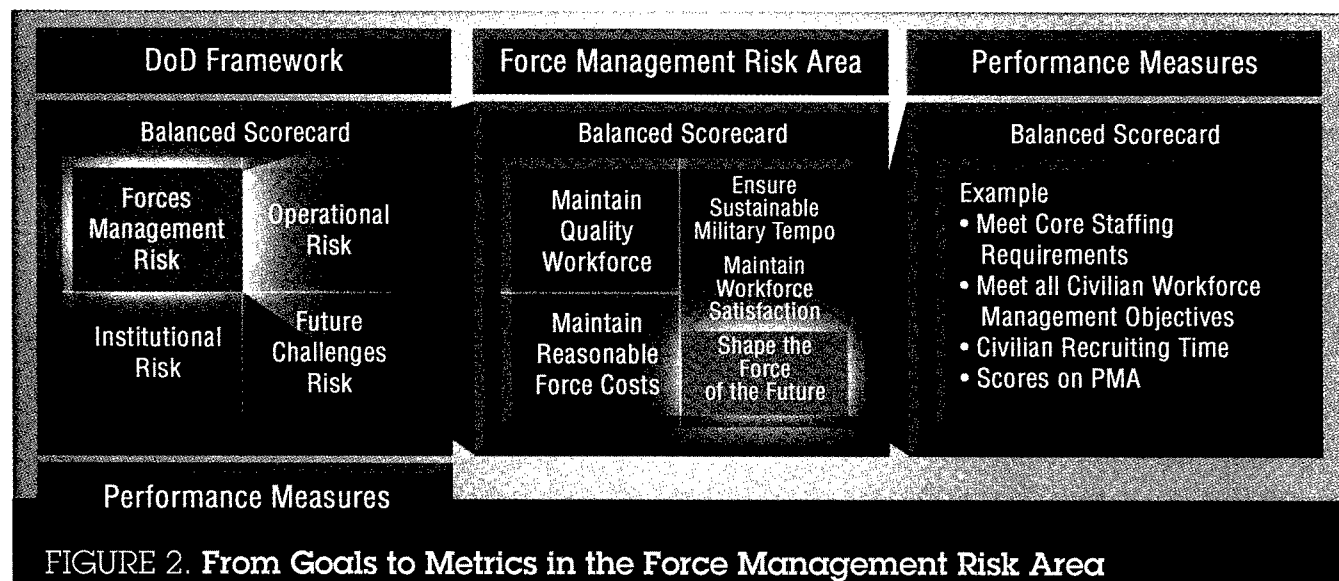 DoD Framework
Balanced Scorecard
Forces
Management
Risk
Operational
Risk
Institutional
Risk
Future
Challenges
Risk
Performance Measures
Force Management Risk Area
Balanced Scorecard
Maintain
Quality
Workforce
Ensure
Sustainable
Military Tempo
Maintain
Workforce
Satisfaction
Maintain
Reasonable
Force Costs
Shape the
Force
of the Future
Performance Measures
Balanced Scorecard
Example
• Meet Core Staffing
Requirements
• Meet all Civilian Workforce
Management Objectives
• Civilian Recruiting Time
• Scores on PMA
FIGURE 2. From Goals to Metrics in the Force Management Risk Area